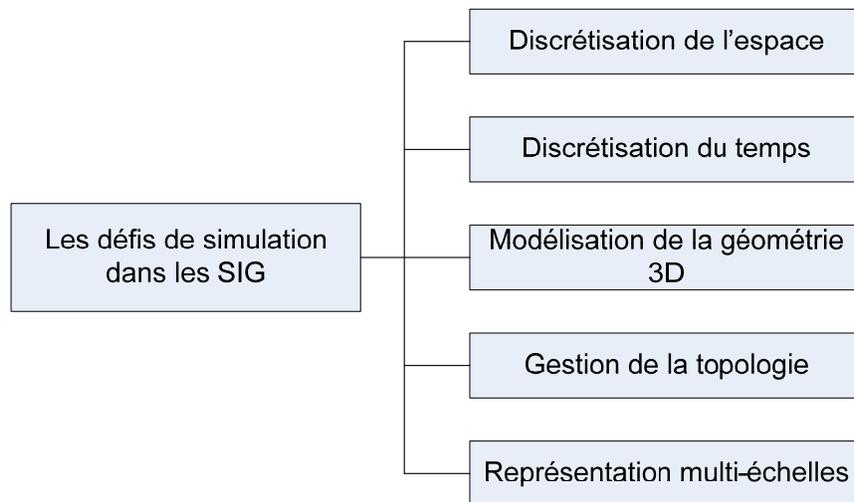 Discrétisation de l'espace
Discrétisation du temps
Les défis de simulation
dans les SIG
Modélisation de la géométrie
3D
Gestion de la topologie
Représentation multi-échelles